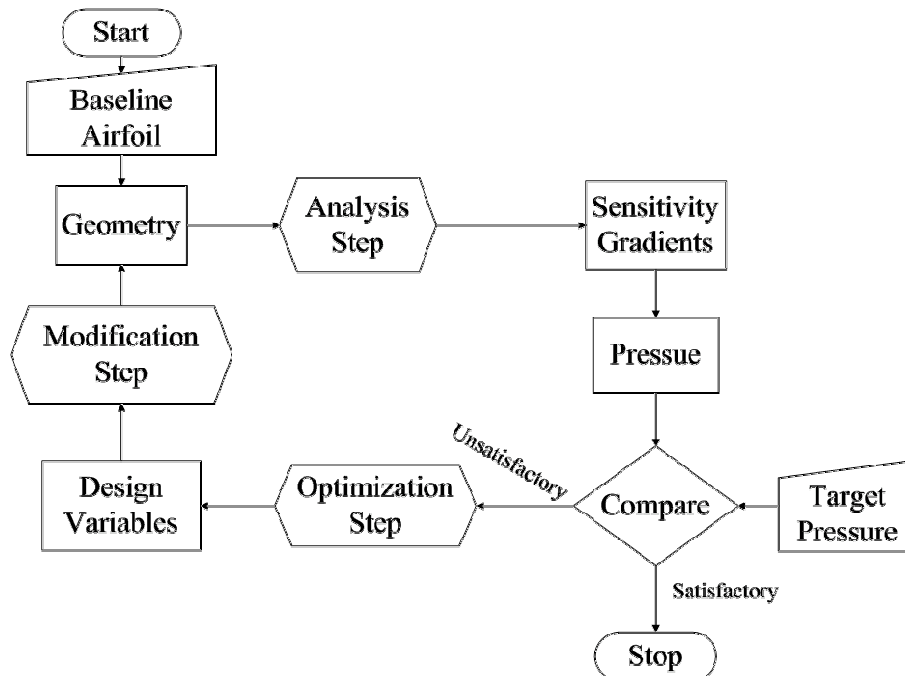 Start
Baseline
Airfoil
Geometry
Analysis
Step
Sensitivity
Gradients
Modification
Step
Pressue
Unsatisfactory
Design
Variables
Optimization
Step
Compare
Target
Pressure
Satisfactory
Stop